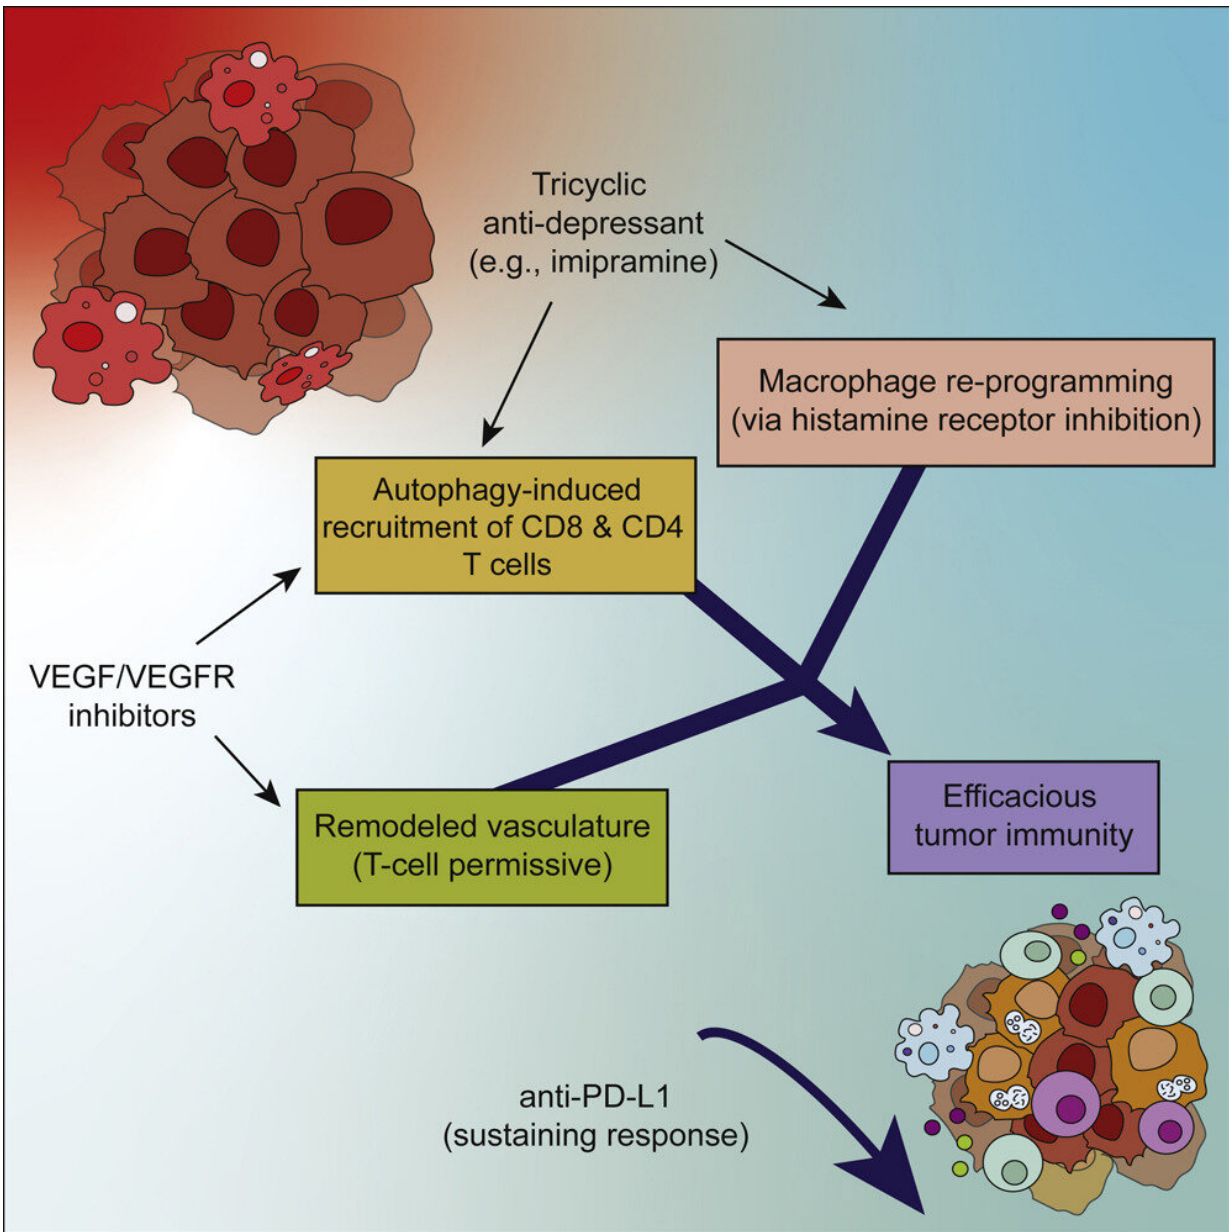 Tricyclic
anti-depressant
(e.g., imipramine)
Macrophage re-programming
(via histamine receptor inhibition)
Autophagy-induced
recruitment of CD8 & CD4
T cells
VEGF/VEGFR
inhibitors
Remodeled vasculature
(T-cell permissive)
Efficacious
tumor immunity
anti-PD-L1
(sustaining response)